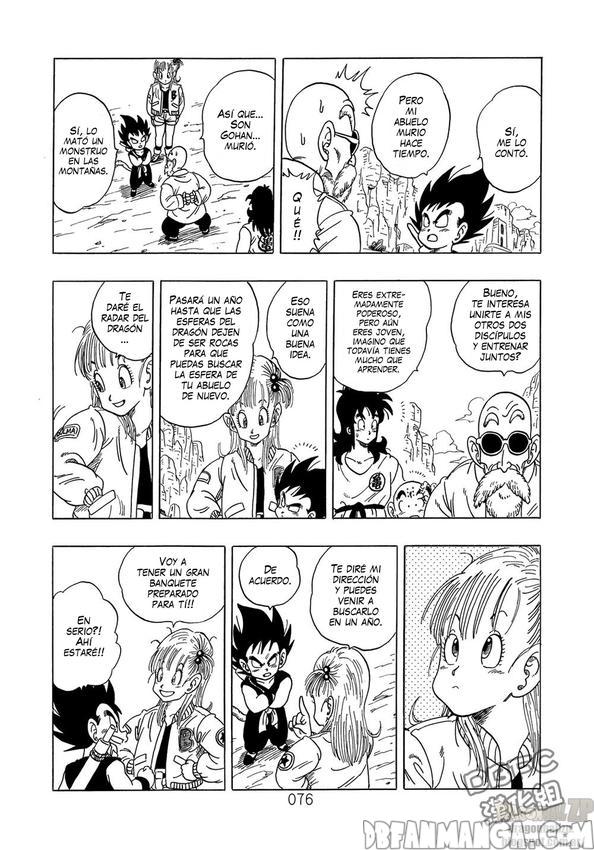 SÍ,
ME LO
CONTÓ.
PERO
MI
ABUELO
MURIO
HACE
TIEMPO.
QUÉ!!
ASÍ QUE...
SON
GOHAN...
MURIÓ.
SÍ, LO
MATÓ UN
MONSTRUO
EN LAS
MONTAÑAS.
BUENO,
TE INTERESA
UNIRTE A MIS
OTROS DOS
DISCÍPULOS
Y ENTRENAR
JUNTOS?
ERES EXTRE-
MADAMENTE
PODEROSO,
PERO AÚN
ERES JOVEN,
IMAGINO QUE
TODAVÍA TIENES
MUCHO QUE
APRENDER.
ESO
SUENA
COMO
UNA
BUENA
IDEA.
PASARÁ UN AÑO
HASTA QUE LAS
ESFERAS DEL
DRAGÓN DEJEN
DE SER ROCAS
PARA QUE
PUEDAS BUSCAR
LA ESFERA DE
TU ABUELO
DE NUEVO.
TE
DARÉ EL
RADAR DEL
DRAGÓN
...
TE DIRÉ MI
DIRECCIÓN
Y PUEDES
VENIR A
BUSCARLO
EN UN AÑO.
DE
ACUERDO.
VOY A
TENER UN GRAN
BANQUETE
PREPARADO
PARA TÍ!!
EN
SERIO?!
AHÍ
ESTARÉ!!
B
076
DBFANMANGA.COM